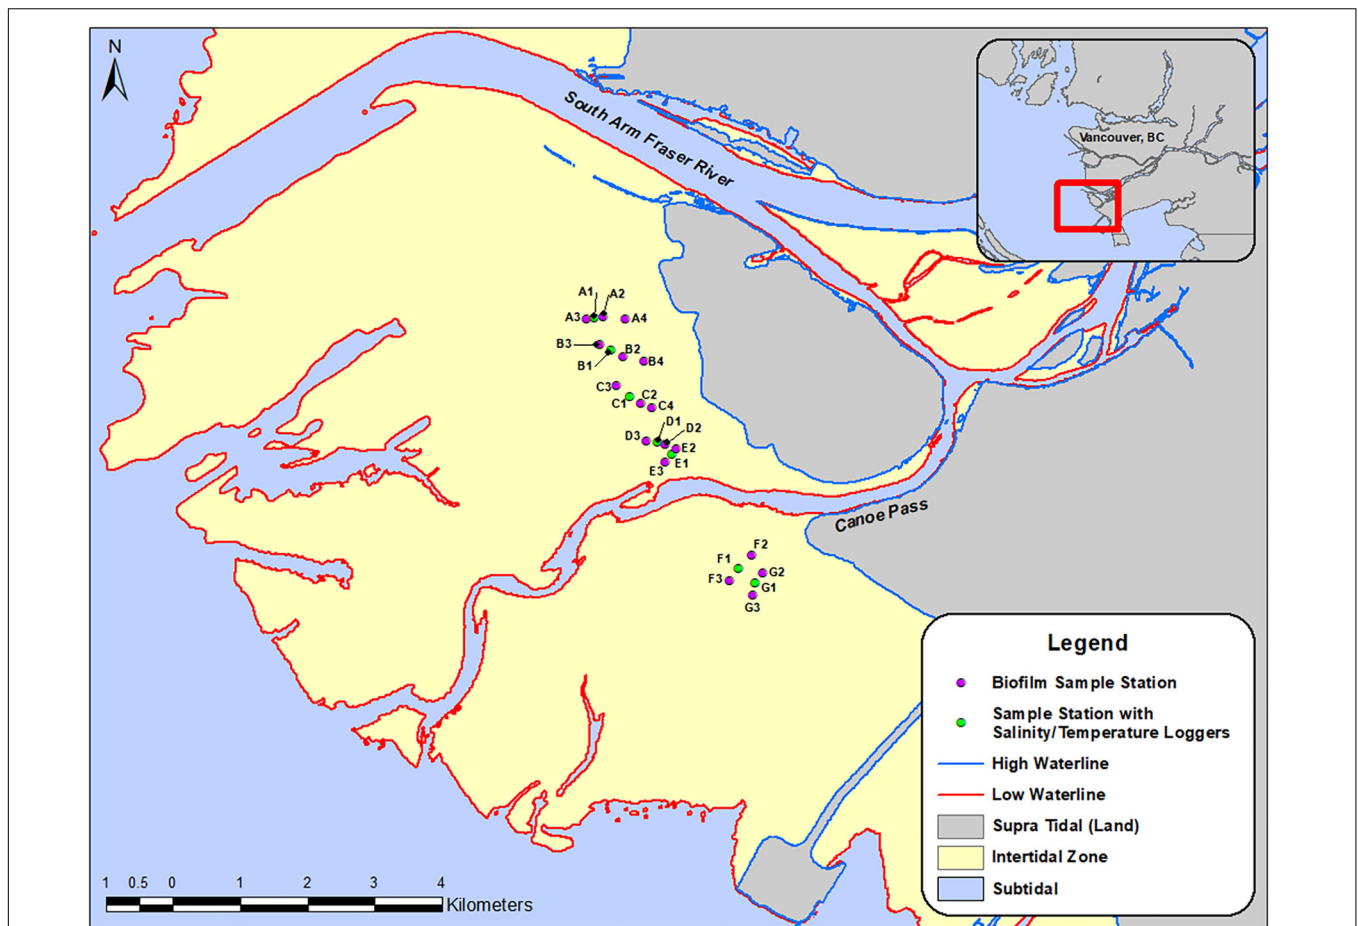 N
South Arm Fraser River
Vancouver, BC
A1
A2
A3
A4
B3
B2
B1
B4
C3
C2
C1
C4
D1
D2
D3
E2
E1
E3
Canoe Pass
F2
F1
G2
F3
G1
G3
Legend
Biofilm Sample Station
Sample Station with
Salinity/Temperature Loggers
High Waterline
Low Waterline
Supra Tidal (Land)
Intertidal Zone
Subtidal
1 0.5 0 1 2 3 4
Kilometers